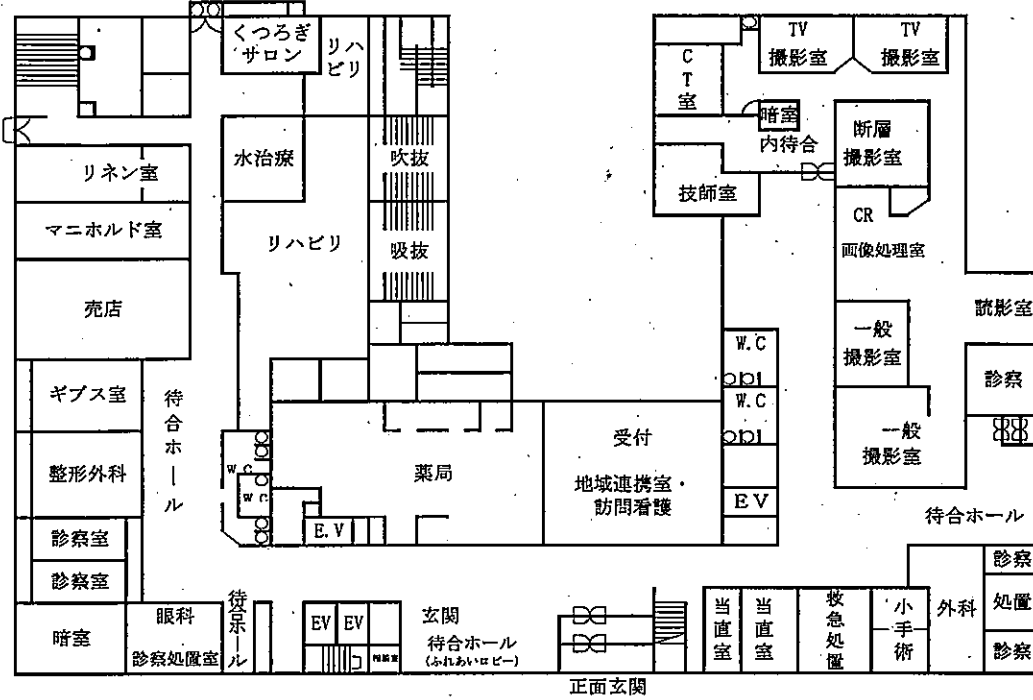 くつろぎ
サロン
リハ
ビリ
TV
撮影室
TV
撮影室
CT室
暗室
内待合
断層
撮影室
リネン室
水治療
吹抜
技師室
マニホルド室
リハビリ
吸抜
CR
画像処理室
売店
読影室
W.C
一般
撮影室
診察
ギブス室
待合ホール
W.C
受付
一般
撮影室
整形外科
W.C
W.C
薬局
地域連携室・
訪問看護
EV
E.V
待合ホール
診察室
診察室
診察
暗室
眼科
診察処置室
待合ホール
EV
EV
玄関
待合ホール
(ふれあいロビー)
当直室
当直室
救急処置
小手術
外科
処置
診察
正面玄関